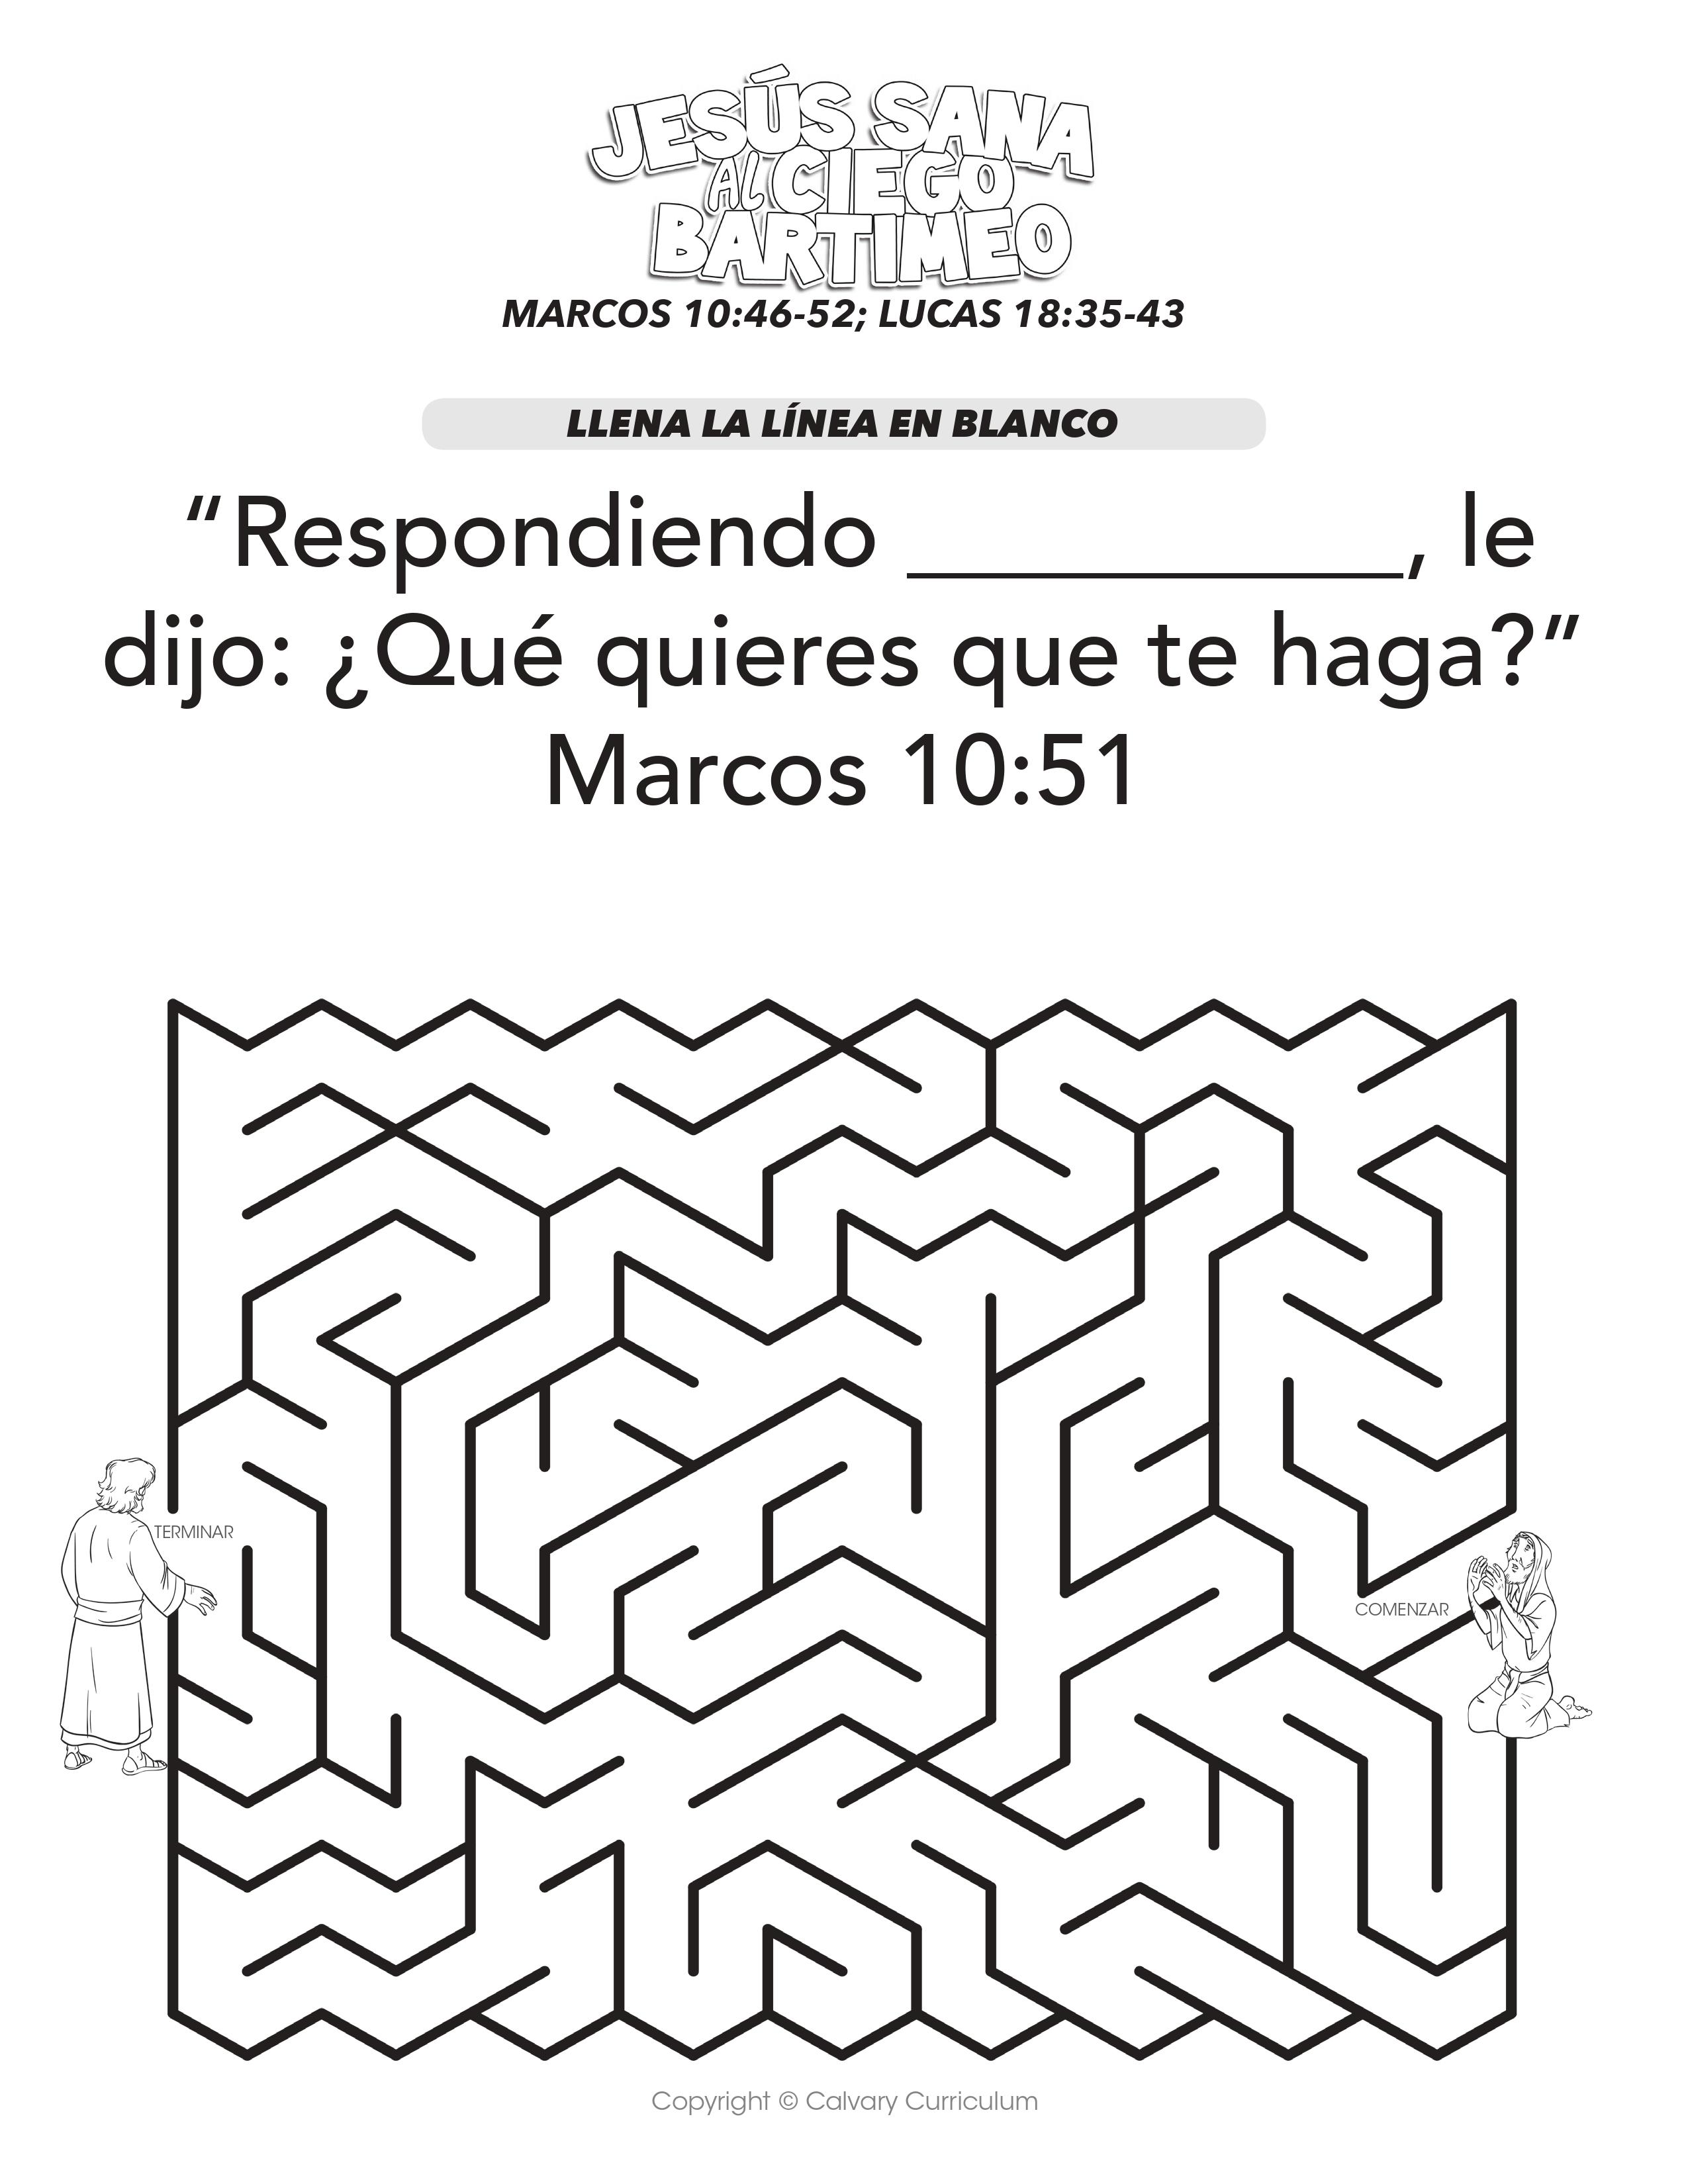 JESÚS SANA
AL CIEGO
BARTIMEO
MARCOS 10:46-52; LUCAS 18:35-43
LLENA LA LÍNEA EN BLANCO
“Respondiendo __________, le
dijo: ¿Qué quieres que te haga?”
Marcos 10:51
TERMINAR
COMENZAR
Copyright © Calvary Curriculum